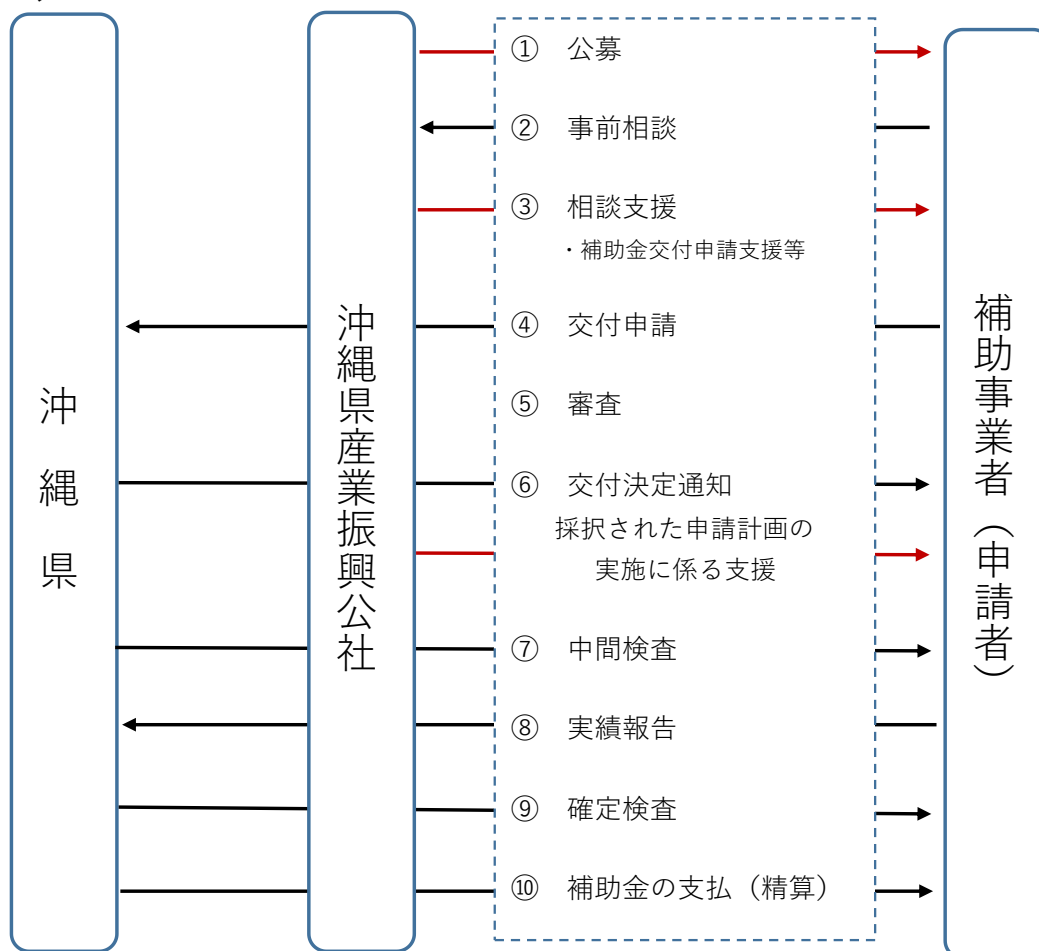 ① 公募
② 事前相談
③ 相談支援
・補助金交付申請支援等
④ 交付申請
⑤ 審査
⑥ 交付決定通知
採択された申請計画の
実施に係る支援
⑦ 中間検査
⑧ 実績報告
⑨ 確定検査
⑩ 補助金の支払（精算）
沖縄県
沖縄県産業振興公社
補助事業者（申請者）